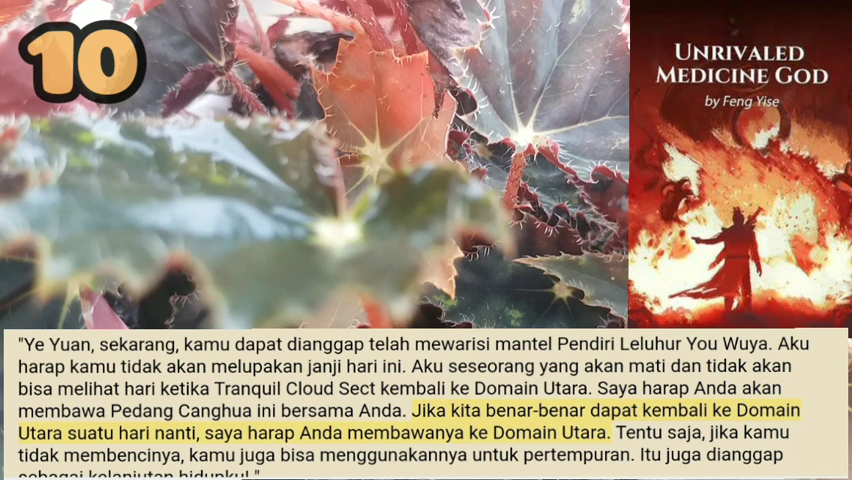 10
UNRIVALED
MEDICINE GOD
by Feng Yise
"Ye Yuan, sekarang, kamu dapat dianggap telah mewarisi mantel Pendiri Leluhur You Wuya. Aku
harap kamu tidak akan melupakan janji hari ini. Aku seseorang yang akan mati dan tidak akan
bisa melihat hari ketika Tranquil Cloud Sect kembali ke Domain Utara. Saya harap Anda akan
membawa Pedang Canghua ini bersama Anda. Jika kita benar-benar dapat kembali ke Domain
Utara suatu hari nanti, saya harap Anda membawanya ke Domain Utara. Tentu saja, jika kamu
tidak membencinya, kamu juga bisa menggunakannya untuk pertempuran. Itu juga dianggap
sebagai kelanjutan hidupku! "